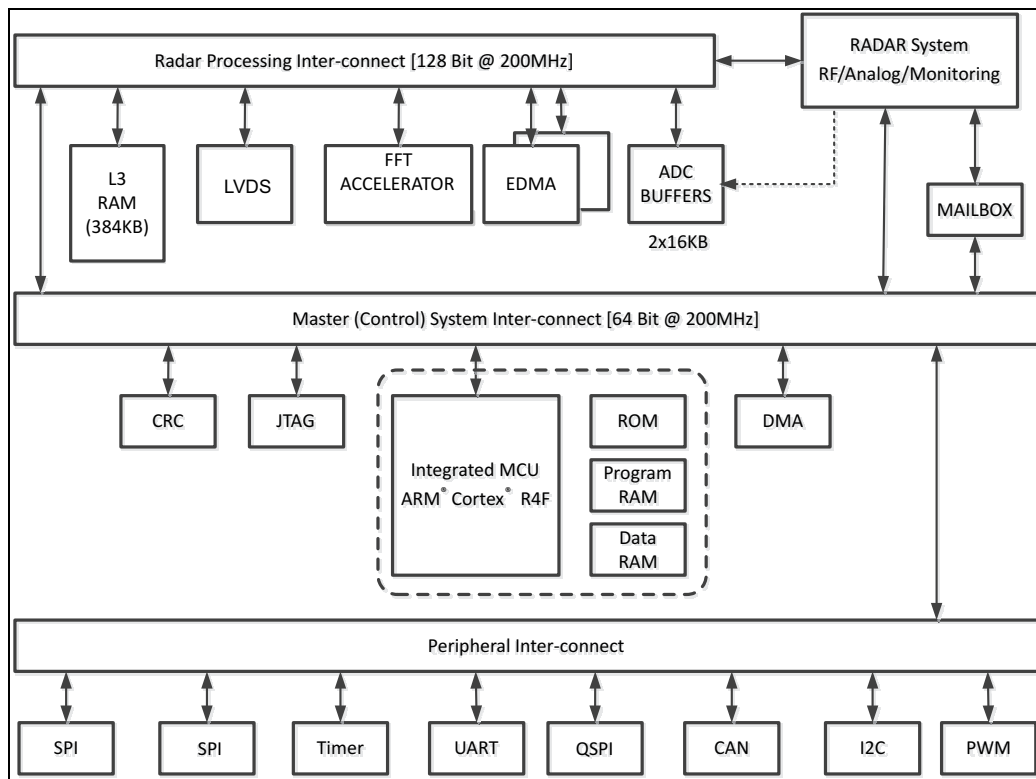 Radar Processing Inter-connect [128 Bit @ 200MHz]
RADAR System
RF/Analog/Monitoring
L3
RAM
(384KB)
LVDS
FFT
ACCELERATOR
EDMA
ADC
BUFFERS
2x16KB
MAILBOX
Master (Control) System Inter-connect [64 Bit @ 200MHz]
CRC
JTAG
Integrated MCU
ARM® Cortex® R4F
ROM
Program
RAM
Data
RAM
DMA
Peripheral Inter-connect
SPI
SPI
Timer
UART
QSPI
CAN
I2C
PWM